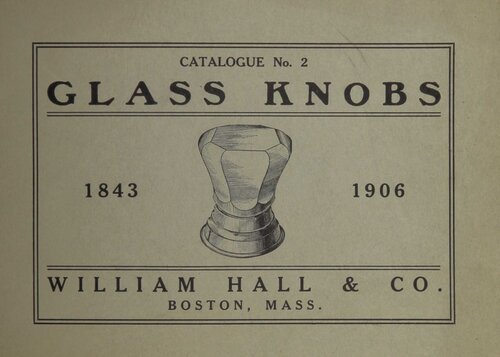 CATALOGUE No. 2
GLASS KNOBS
1843 1906
WILLIAM HALL & CO.
BOSTON, MASS.